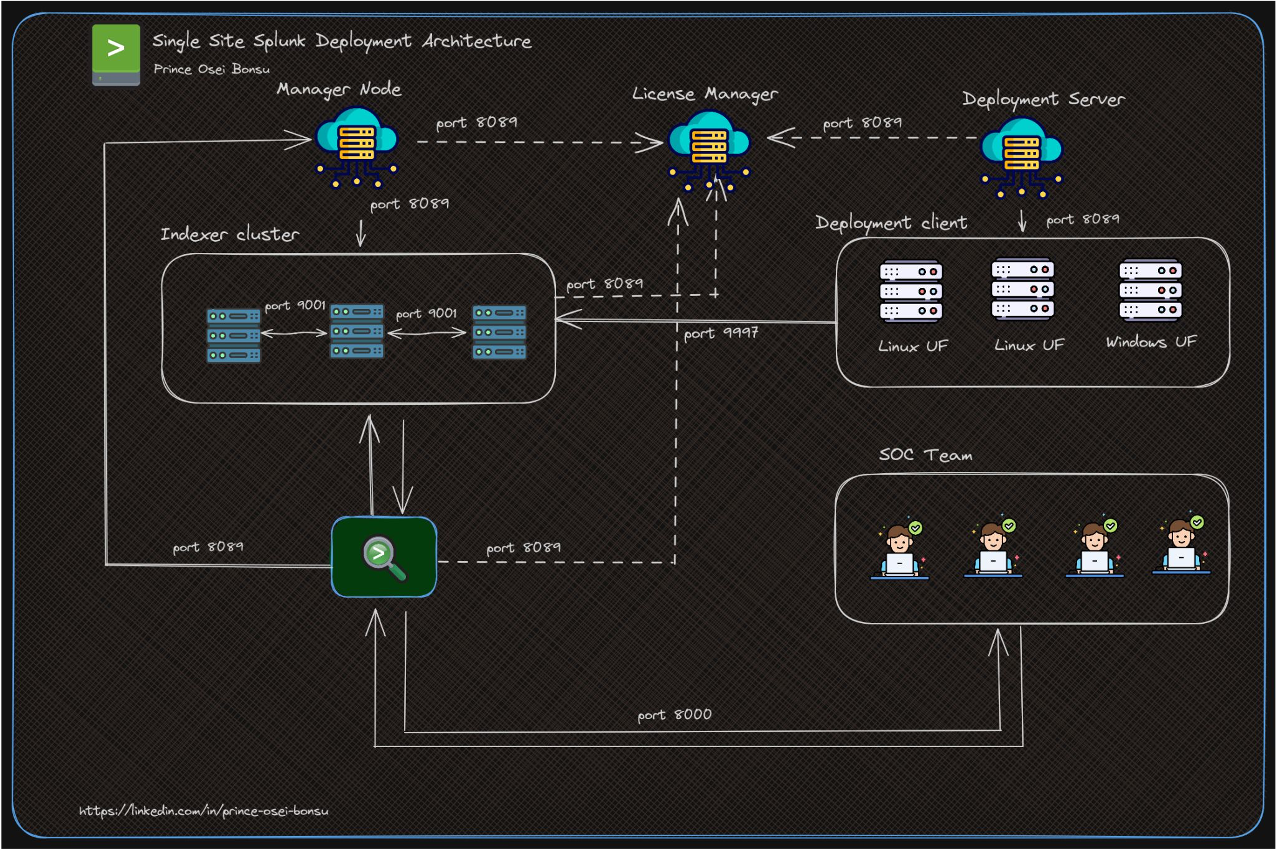 Single Site Splunk Deployment Architecture
Prince Osei Bonsu
Manager Node
License Manager
Deployment Server
port 8089
port 8089
port 8089
port 8089
Indexer cluster
Deployment client
port 9001
port 9001
port 8089
port 9997
Linux UF
Linux UF
Windows UF
SOC Team
port 8089
port 8089
port 8000
https://linkedin.com/in/prince-osei-bonsu